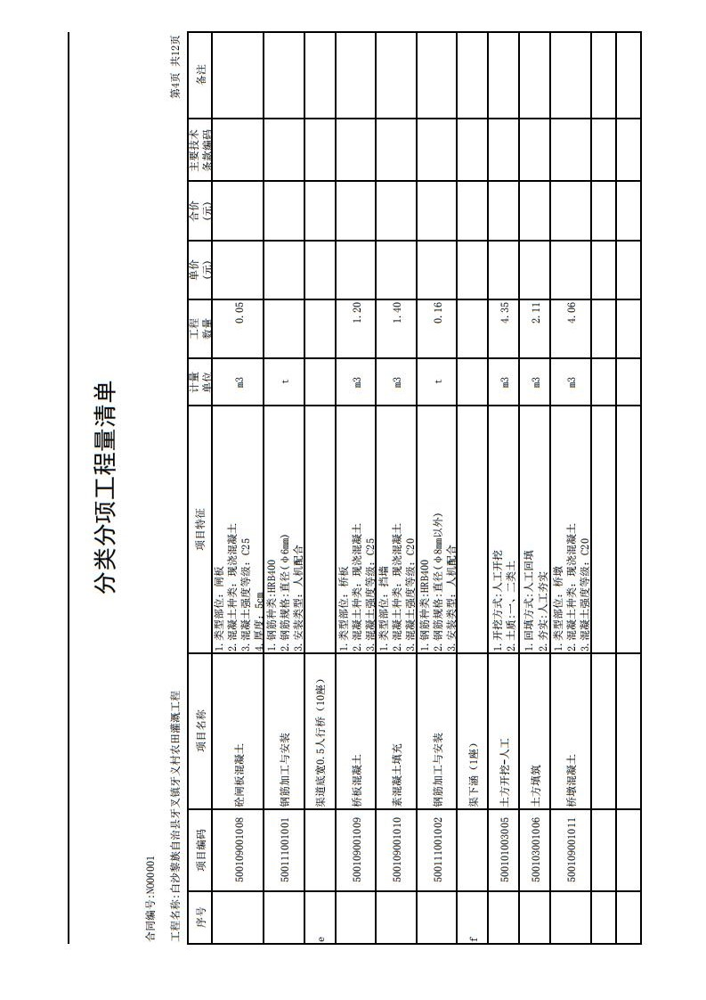 分类分项工程量清单
合同编号:N000001
工程名称:白沙黎族自治县牙叉镇牙义村农田灌溉工程 第4页 共12页
序号 项目编码 项目名称 项目特征 计量单位 工程数量 单价(元) 合价(元) 主要技术条款编码 备注
500109001008 砼闸板混凝土 1.类型部位: 闸板
2.混凝土种类: 现浇混凝土
3.混凝土强度等级: C25
4.厚度: 5cm
m3 0.05
500111001001 钢筋加工与安装 1.钢筋种类:HRB400
2.钢筋规格:直径(φ6mm)
3.安装类型: 人机配合
t
e 渠道底宽0.5人行桥(10座)
500109001009 桥板混凝土 1.类型部位: 桥板
2.混凝土种类: 现浇混凝土
3.混凝土强度等级: C25
m3 1.20
500109001010 素混凝土填充 1.类型部位: 挡墙
2.混凝土种类: 现浇混凝土
3.混凝土强度等级: C20
m3 1.40
500111001002 钢筋加工与安装 1.钢筋种类:HRB400
2.钢筋规格:直径(φ8mm以外)
3.安装类型: 人机配合
t 0.16
f 渠下涵(1座)
500101003005 土方开挖-人工 1.开挖方式:人工开挖
2.土质:一、二类土
m3 4.35
500103001006 土方填筑 1.回填方式:人工回填
2.夯实:人工夯实
m3 2.11
500109001011 桥墩混凝土 1.类型部位: 桥墩
2.混凝土种类: 现浇混凝土
3.混凝土强度等级: C20
m3 4.06